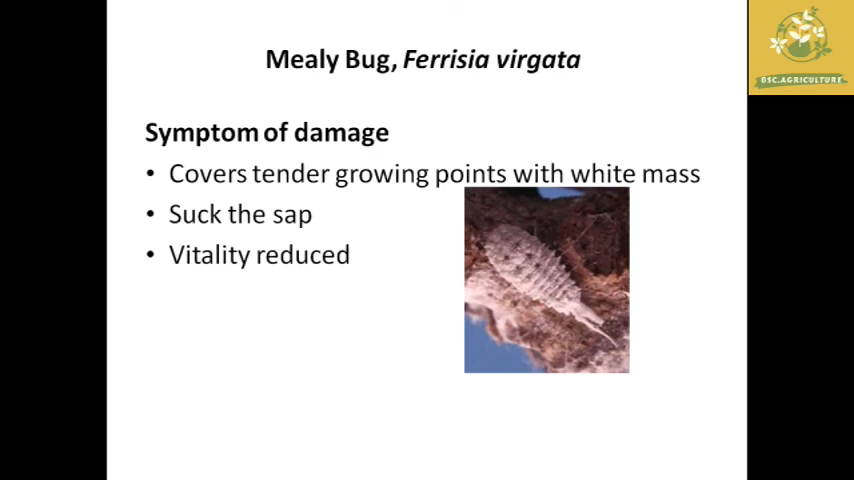 Mealy Bug, Ferrisia virgata
BSC.AGRICULTURE
Symptom of damage
• Covers tender growing points with white mass
• Suck the sap
• Vitality reduced